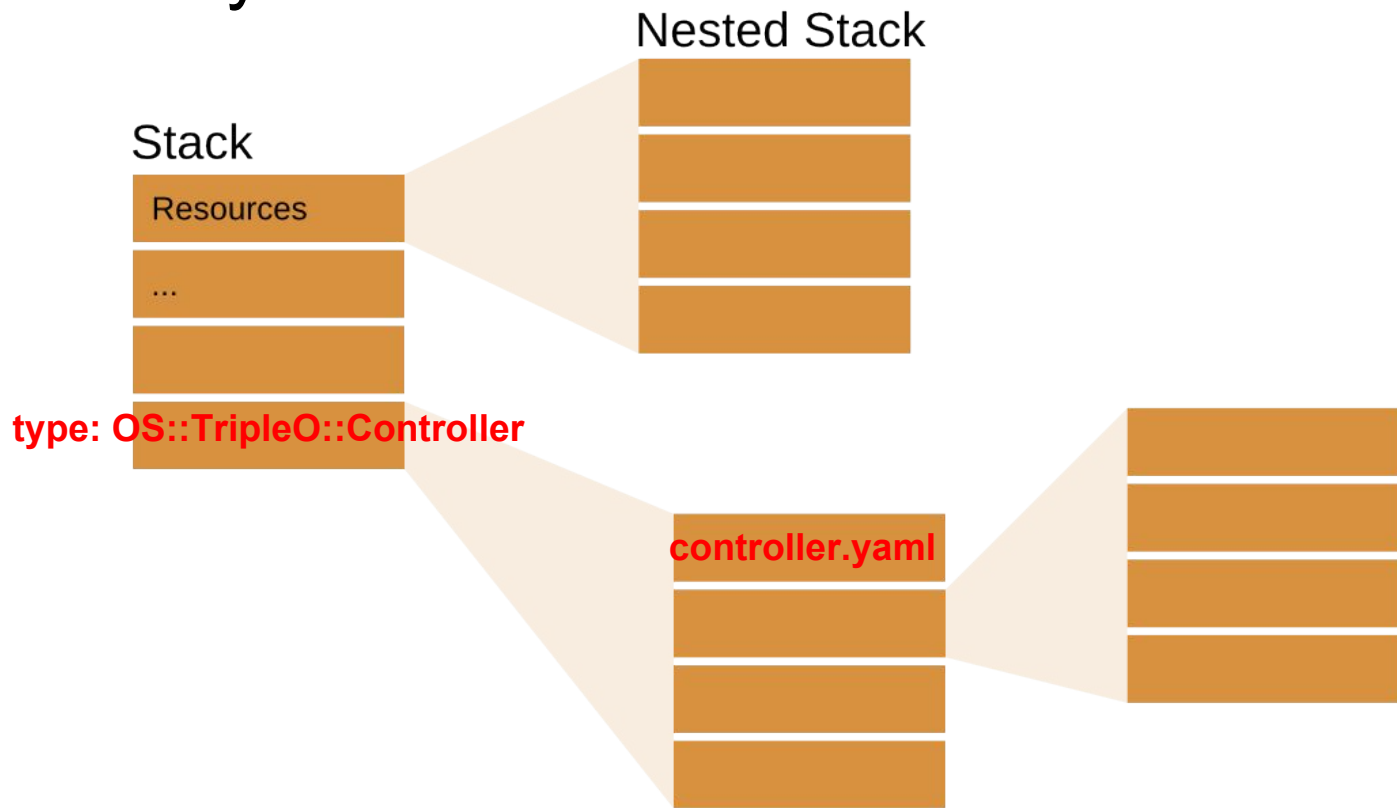 Nested Stack
Stack
Resources
...
type: OS::TripleO::Controller
controller.yaml